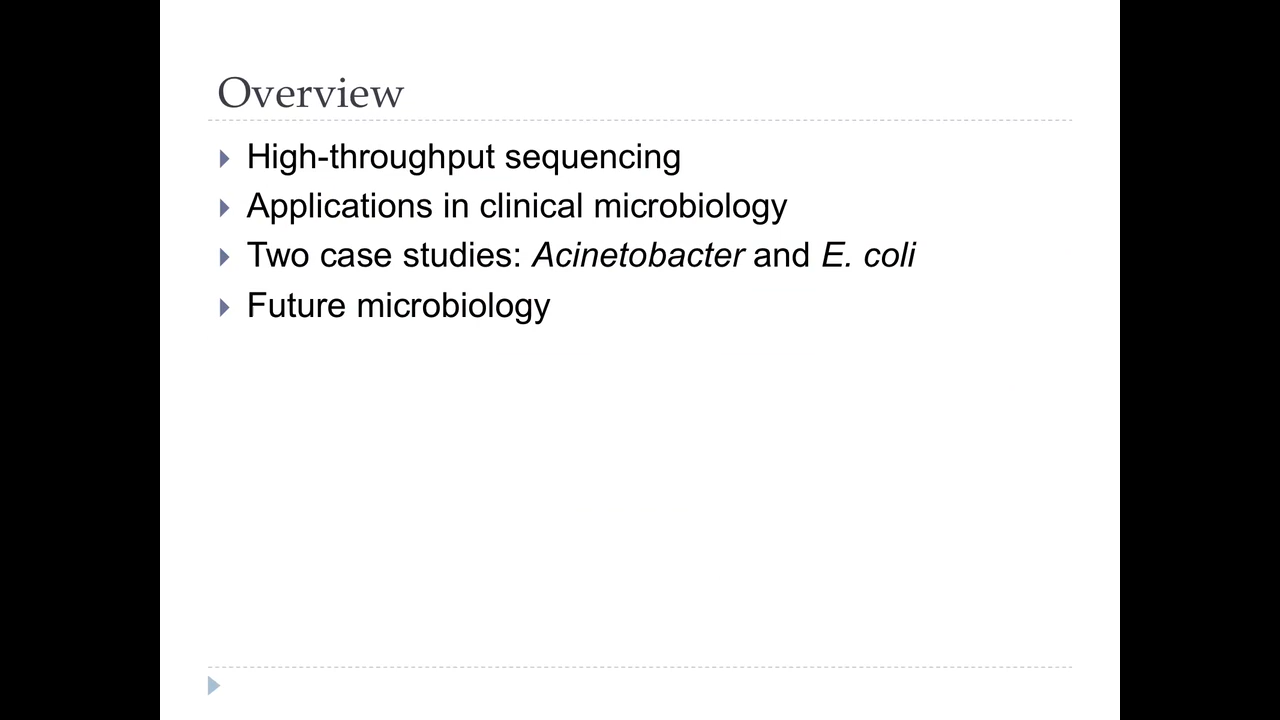 Overview
High-throughput sequencing
Applications in clinical microbiology
Two case studies: Acinetobacter and E. coli
Future microbiology